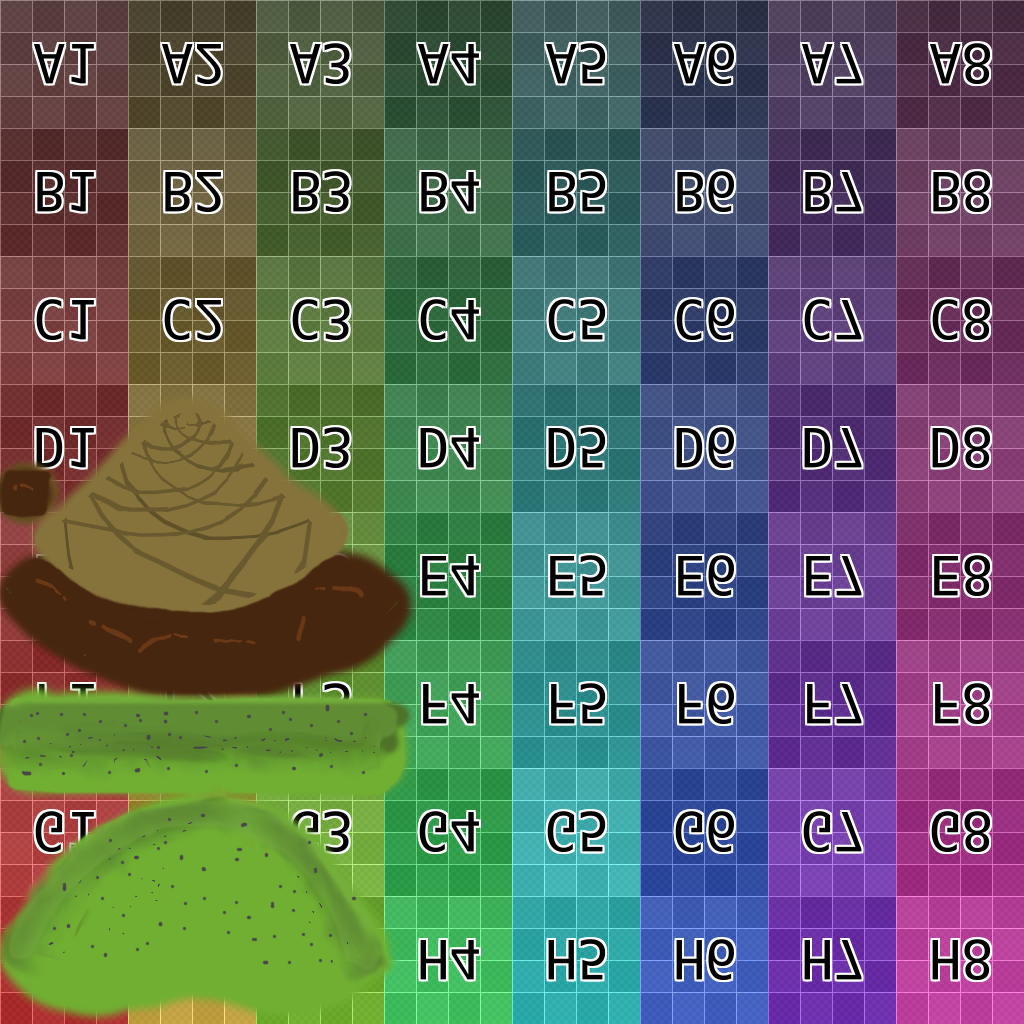 A1 A2 A3 A4 A5 A6 A7 A8
B1 B2 B3 B4 B5 B6 B7 B8
C1 C2 C3 C4 C5 C6 C7 C8
D1 D3 D4 D5 D6 D7 D8
E4 E5 E6 E7 E8
F4 F5 F6 F7 F8
G1 G3 G4 G5 G6 G7 G8
H4 H5 H6 H7 H8